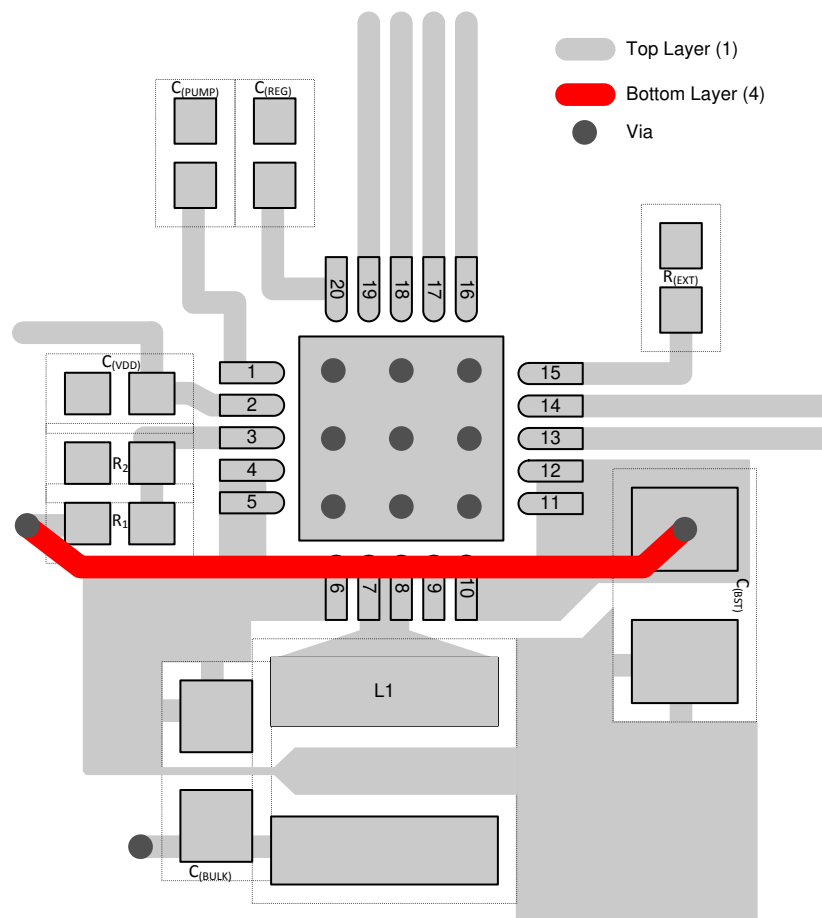 C(PUMP)
C(REG)
Top Layer (1)
Bottom Layer (4)
Via
R(EXT)
20
19
18
17
16
C(VDD)
1
2
3
4
5
15
14
13
12
11
R2
R1
6
7
8
9
10
C(BST)
L1
C(BULK)